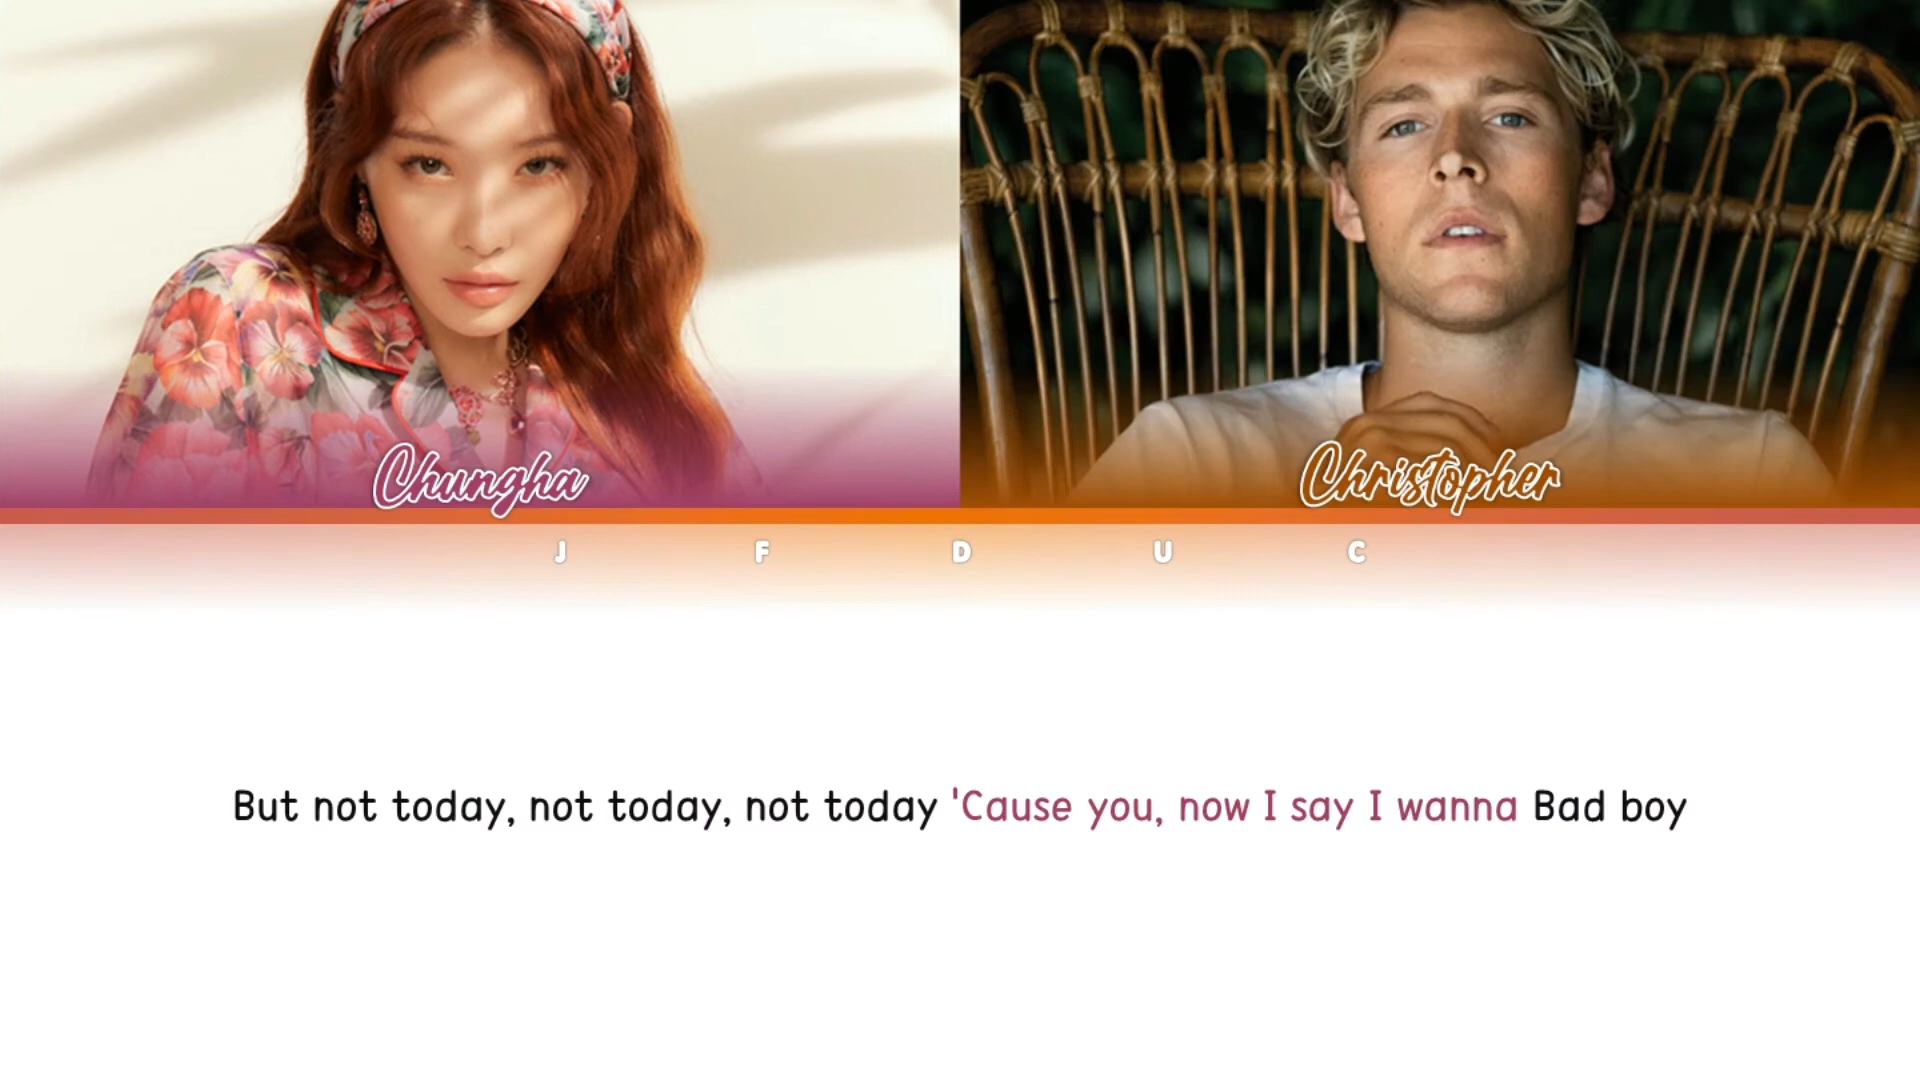 Chungha Christopher
J F D U C
But not today, not today, not today 'Cause you, now I say I wanna Bad boy